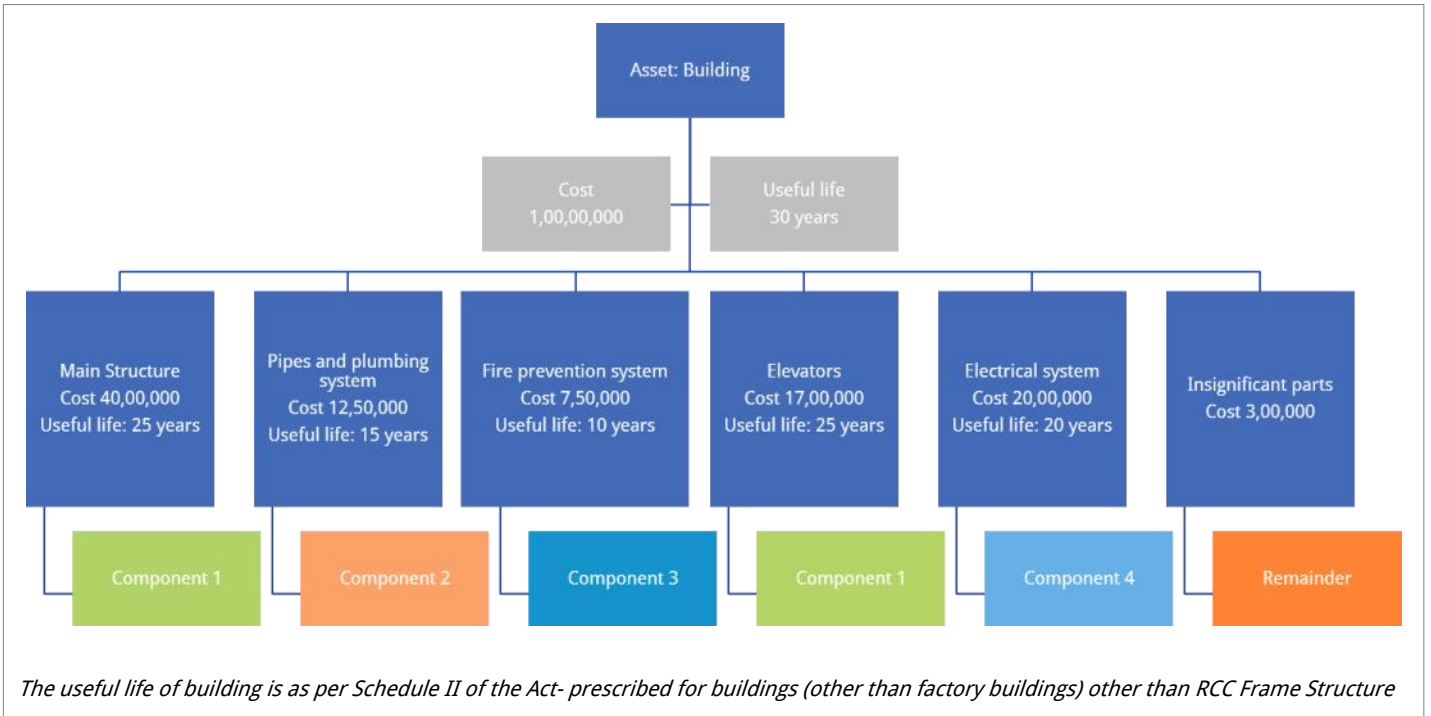 Asset: Building
Cost
1,00,00,000
Useful life
30 years
Main Structure
Cost 40,00,000
Useful life: 25 years
Pipes and plumbing
system
Cost 12,50,000
Useful life: 15 years
Fire prevention system
Cost 7,50,000
Useful life: 10 years
Elevators
Cost 17,00,000
Useful life: 25 years
Electrical system
Cost 20,00,000
Useful life: 20 years
Insignificant parts
Cost 3,00,000
Component 1
Component 2
Component 3
Component 1
Component 4
Remainder
The useful life of building is as per Schedule II of the Act- prescribed for buildings (other than factory buildings) other than RCC Frame Structure